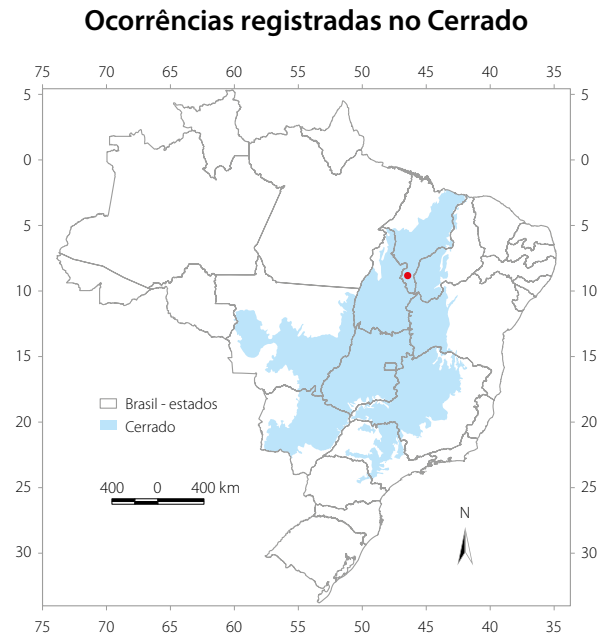 Ocorrências registradas no Cerrado
75 70 65 60 55 50 45 40 35
5 5
0 0
5 5
10 10
15 15
Brasil - estados
20 20
Cerrado
25 25
400 0 400 km
N
30 30
75 70 65 60 55 50 45 40 35